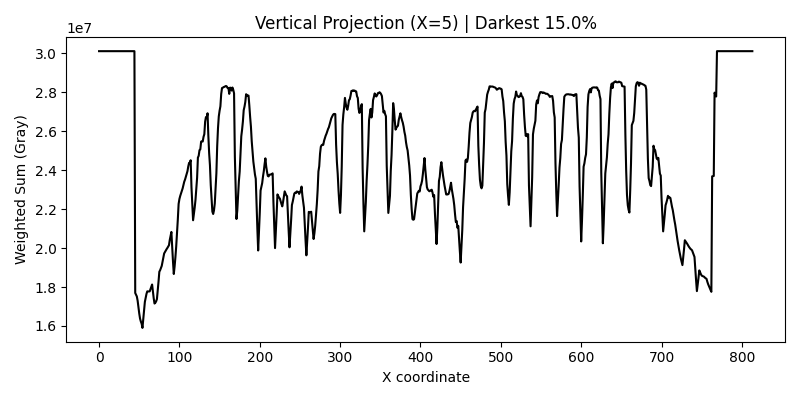 Vertical Projection (X=5) | Darkest 15.0%
1e7
3.0
2.8
2.6
2.4
2.2
2.0
1.8
1.6
Weighted Sum (Gray)
0 100 200 300 400 500 600 700 800
X coordinate